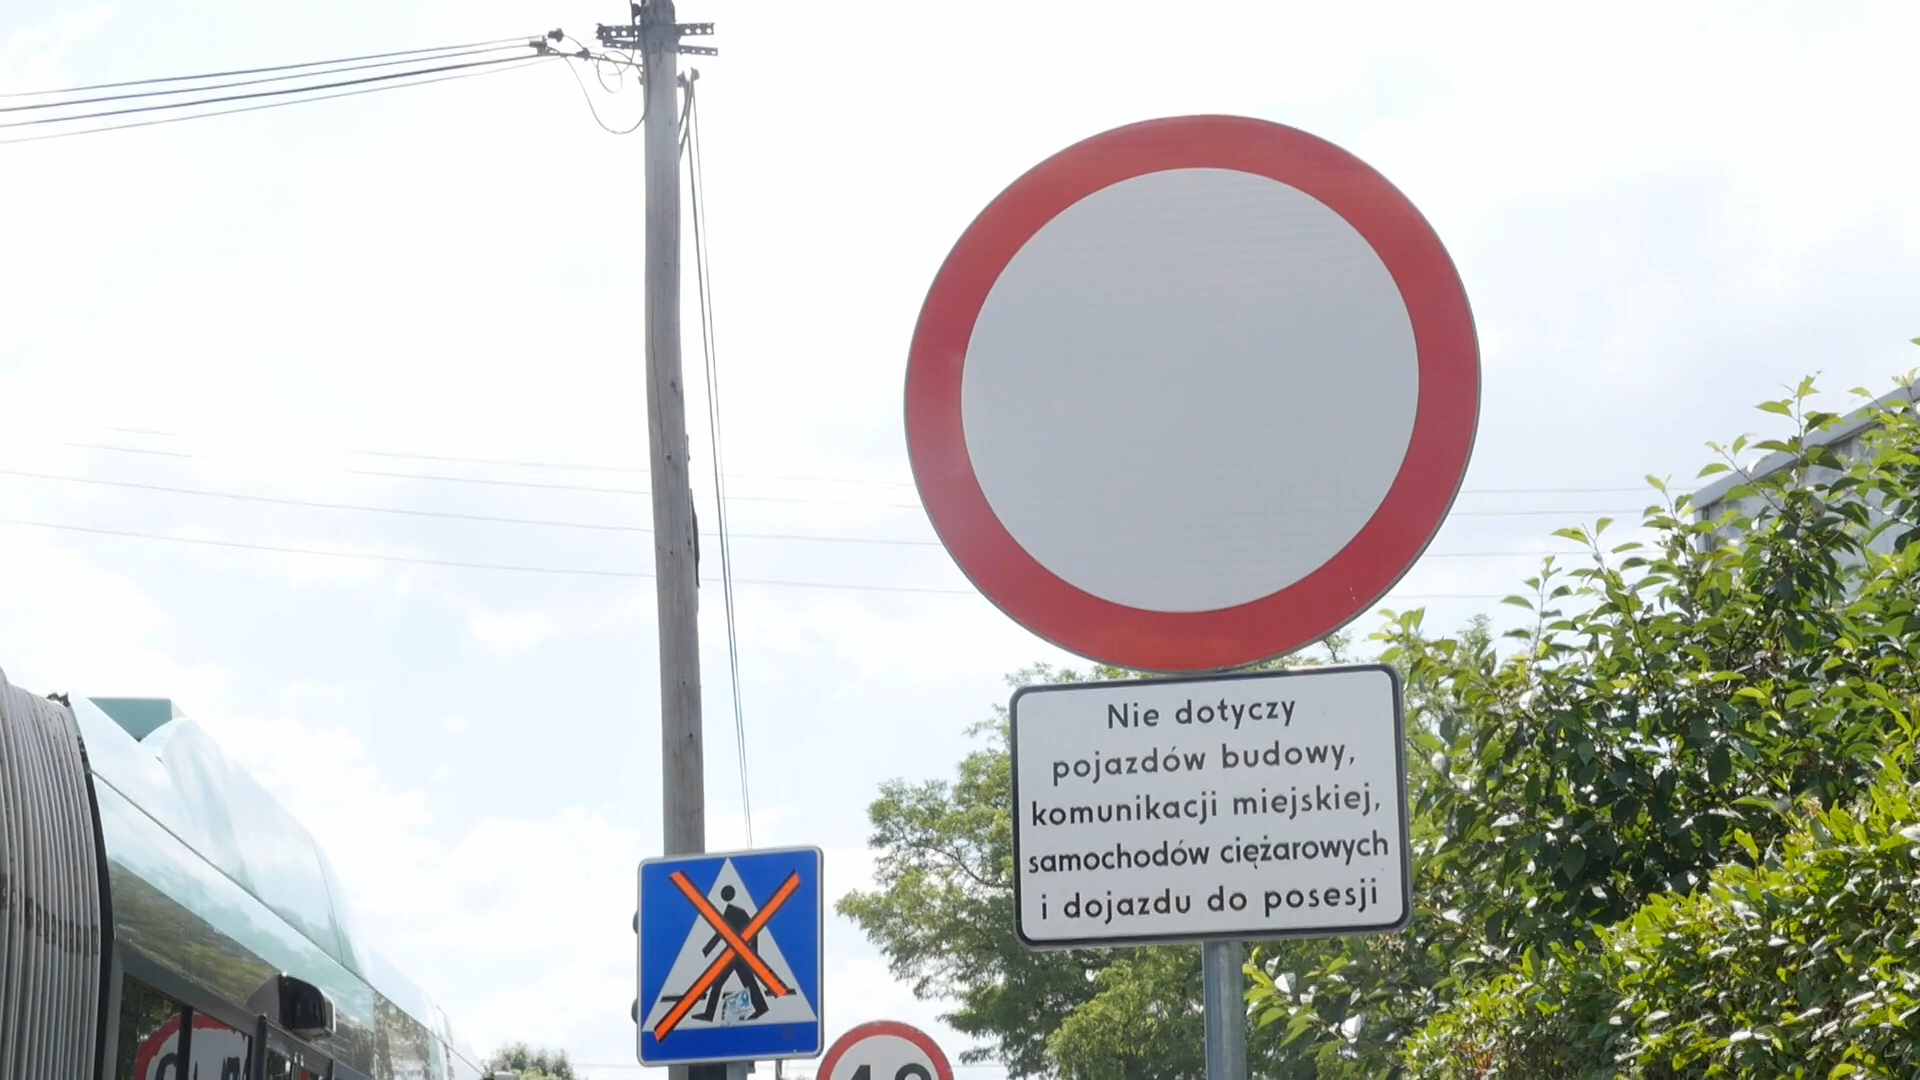 Nie dotyczy
pojazdów budowy,
komunikacji miejskiej,
samochodów ciężarowych
i dojazdu do posesji